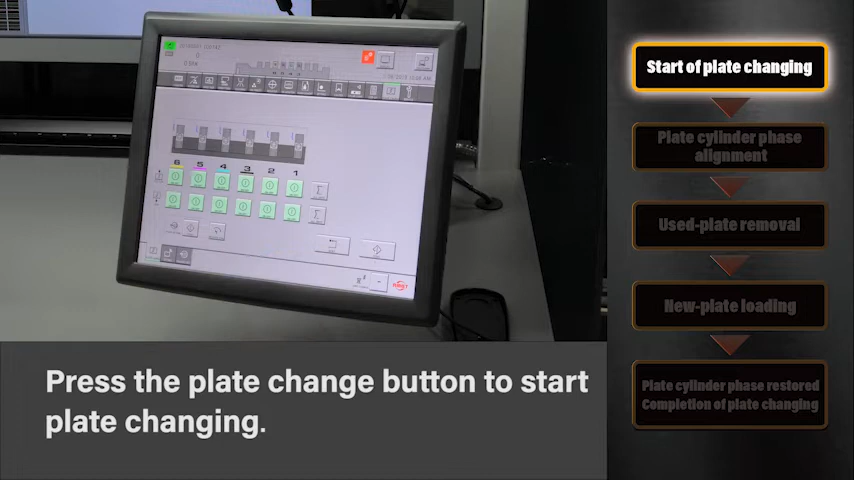 Start of plate changing
Plate cylinder phase
alignment
Used-plate removal
New-plate loading
Plate cylinder phase restored
Completion of plate changing
6 5 4 3 2 1
Press the plate change button to start
plate changing.